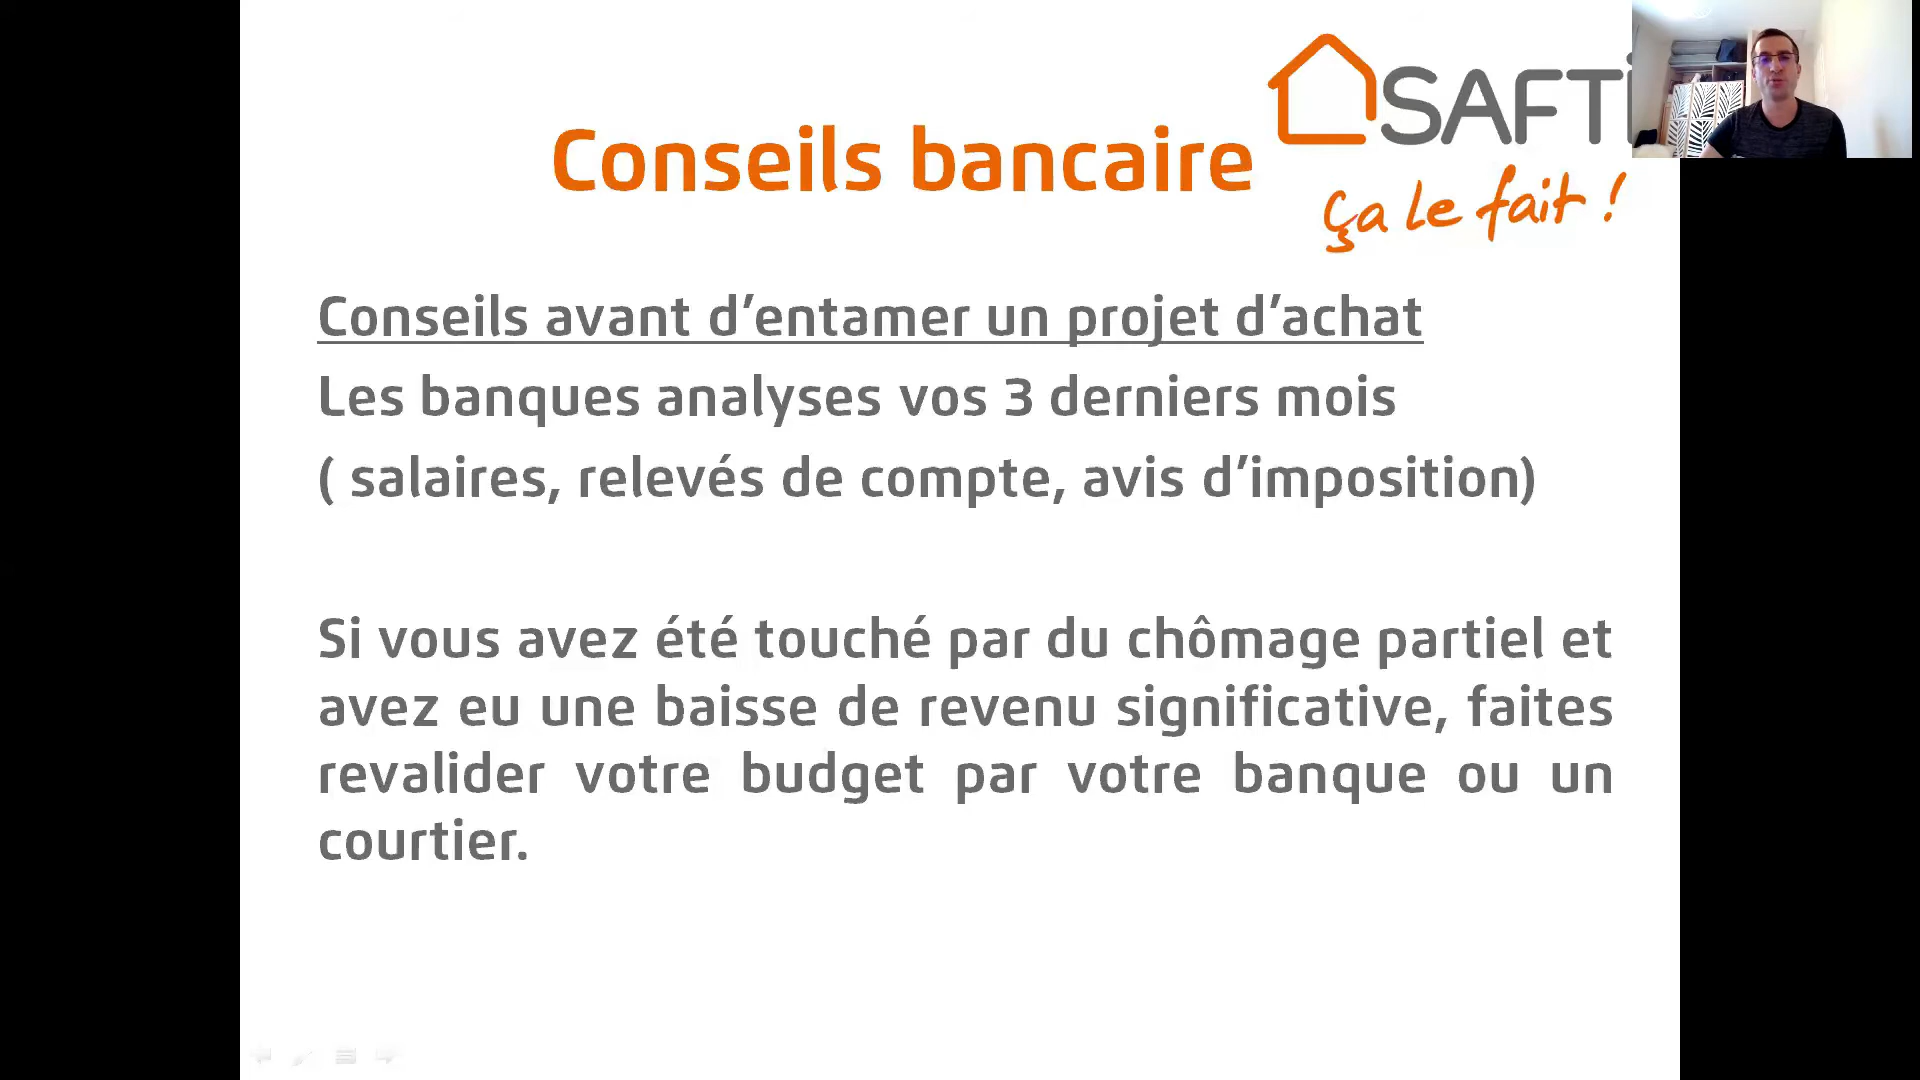 SAFTI
Conseils bancaire
ça le fait !
Conseils avant d’entamer un projet d’achat
Les banques analyses vos 3 derniers mois
( salaires, relevés de compte, avis d’imposition)
Si vous avez été touché par du chômage partiel et
avez eu une baisse de revenu significative, faites
revalider votre budget par votre banque ou un
courtier.